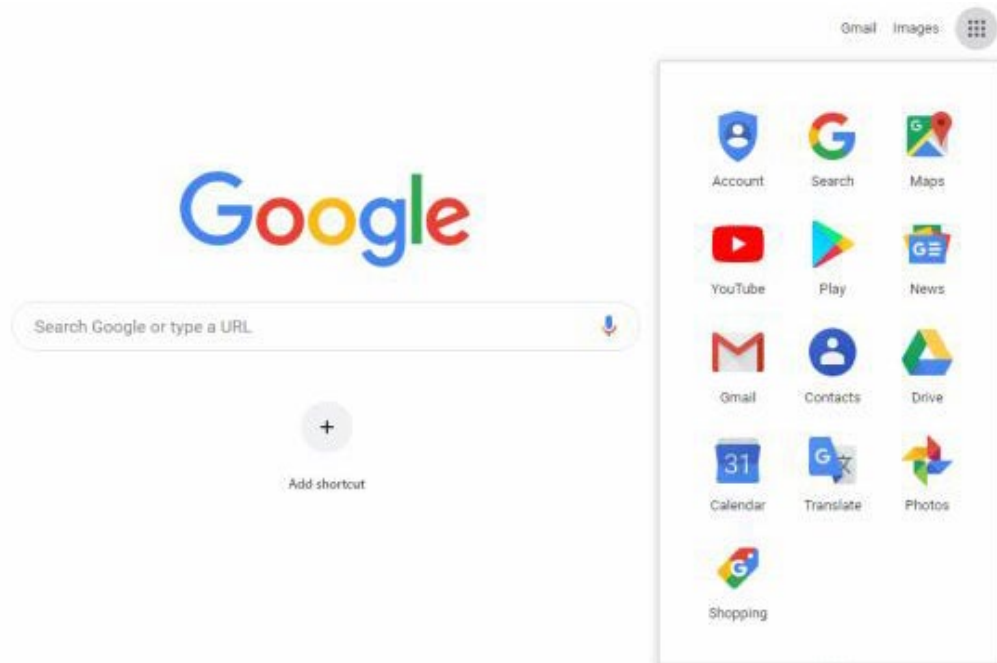 Gmail Images
Google
Search Google or type a URL
Add shortcut
G G
Account Search Maps
G
YouTube Play News
Gmail Contacts Drive
31 G 文
Calendar Translate Photos
G
Shopping